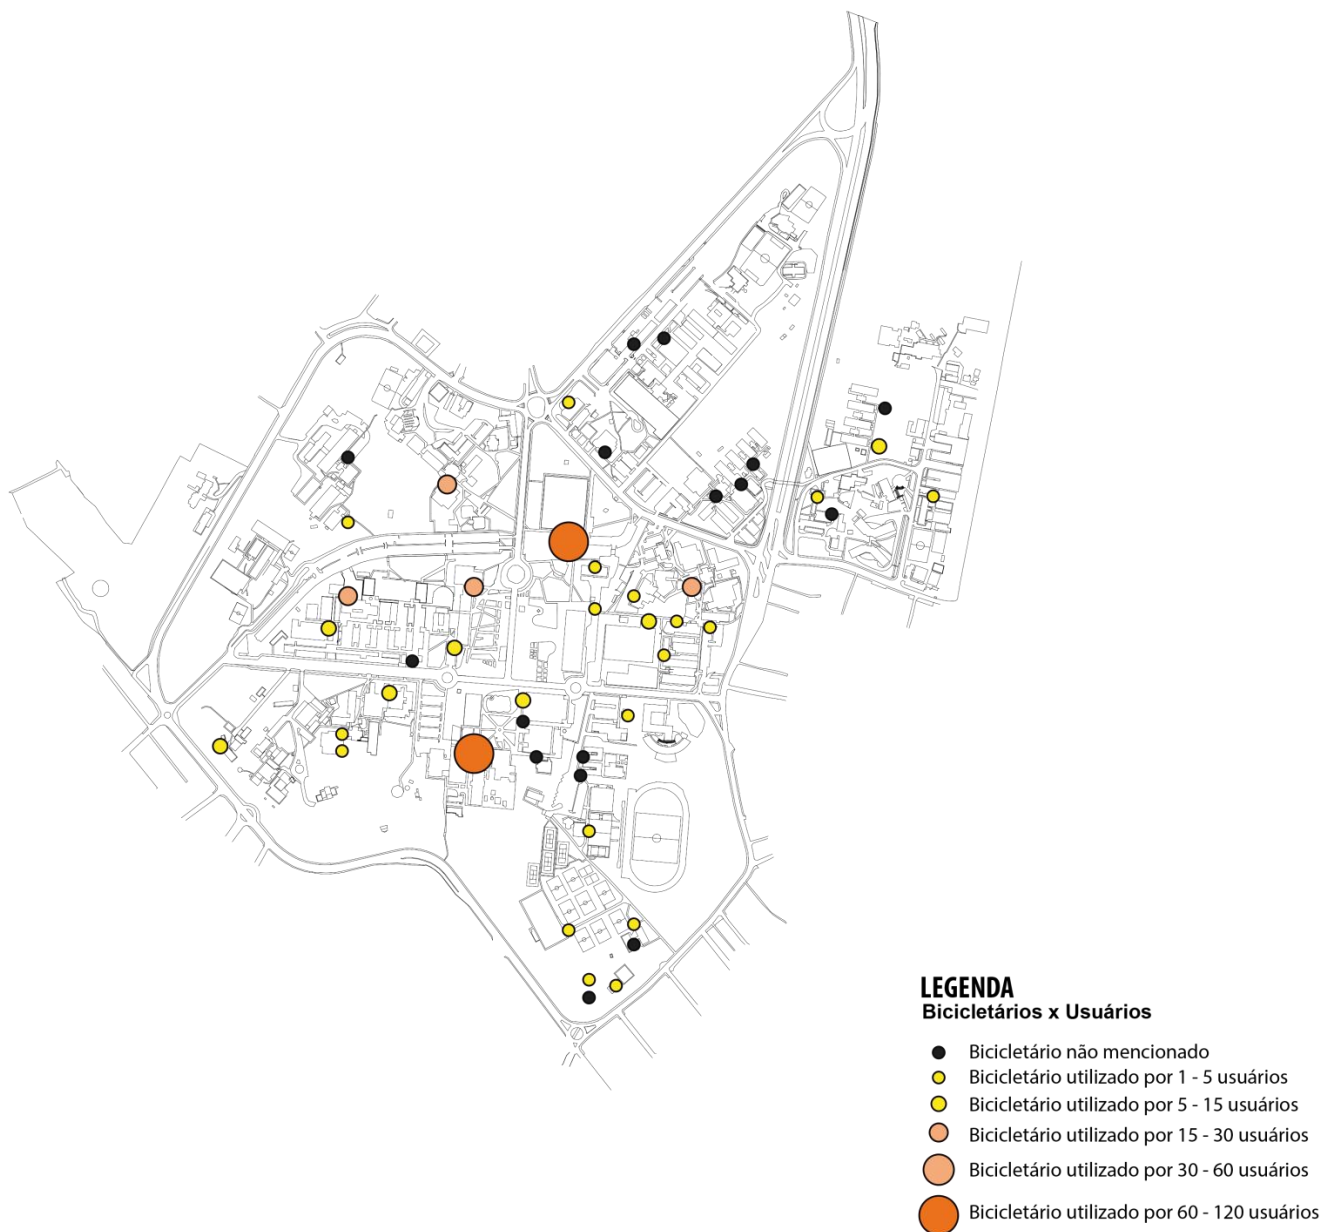 LEGENDA
Bicicletários x Usuários
Bicicletário não mencionado
Bicicletário utilizado por 1 - 5 usuários
Bicicletário utilizado por 5 - 15 usuários
Bicicletário utilizado por 15 - 30 usuários
Bicicletário utilizado por 30 - 60 usuários
Bicicletário utilizado por 60 - 120 usuários